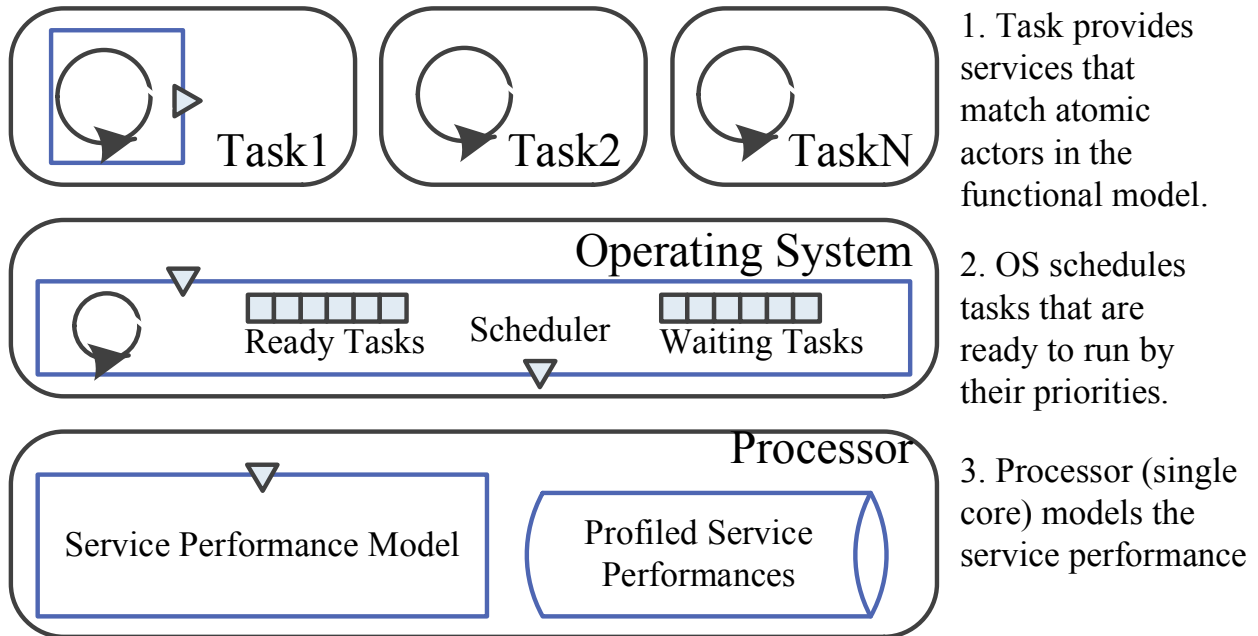 Task1
Task2
TaskN
1. Task provides
services that
match atomic
actors in the
functional model.
Operating System
Ready Tasks
Scheduler
Waiting Tasks
2. OS schedules
tasks that are
ready to run by
their priorities.
Processor
Service Performance Model
Profiled Service
Performances
3. Processor (single
core) models the
service performance